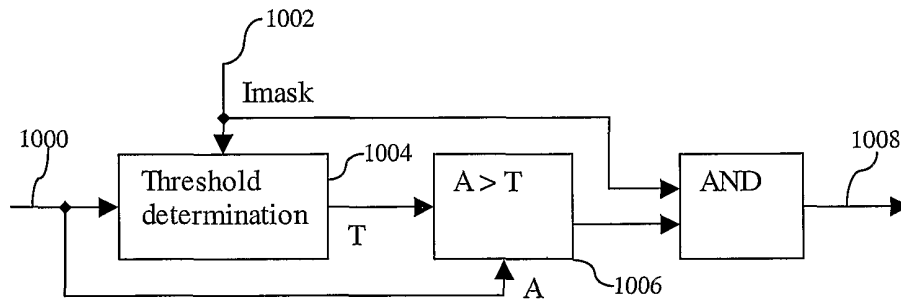 1002
Imask
1000
1004
1008
Threshold
determination
A > T
AND
T
A
1006